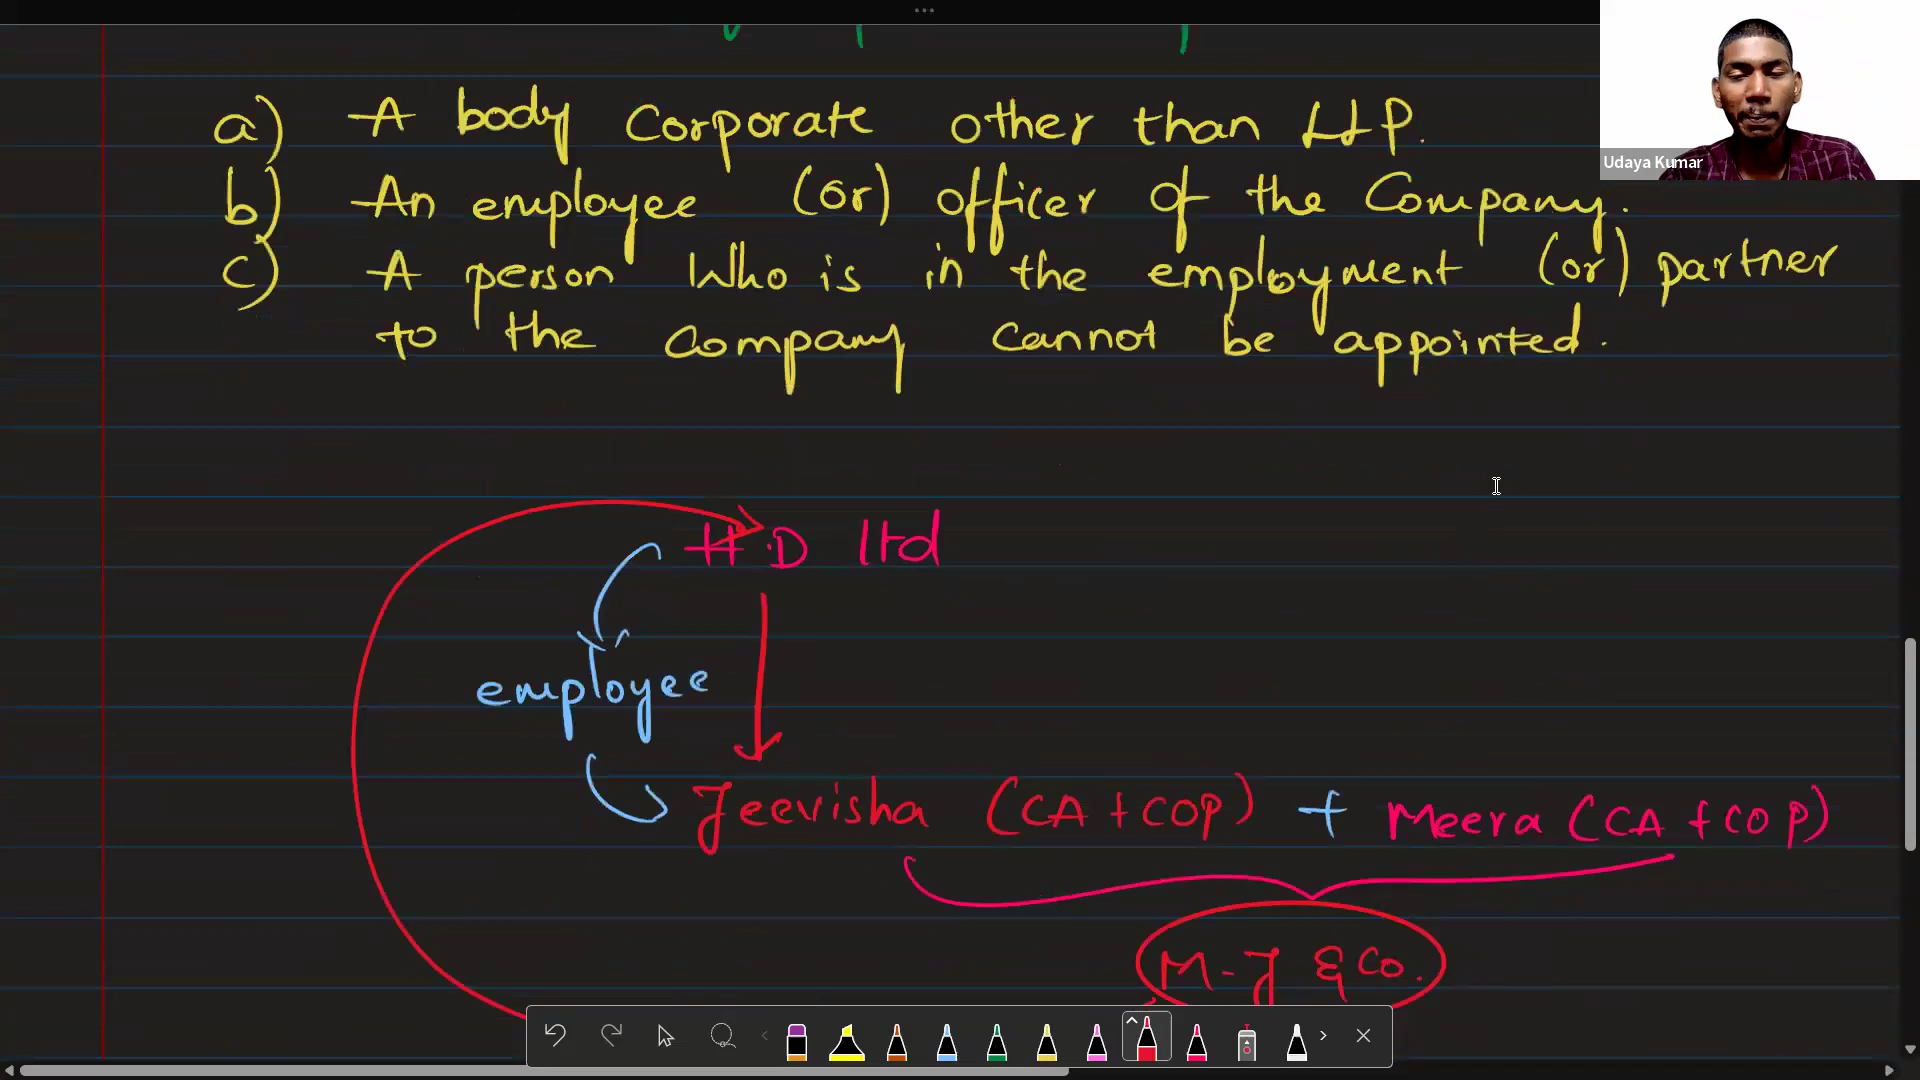 Udaya Kumar
a) A body Corporate other than LLP.
b) An employee (or) officer of the Company.
c) A person Who is in the employment (or) partner
to the Company cannot be appointed.
H.D ltd
employee
Jeevisha (CA + COP) + Meera (CA + COP)
M-J & Co.